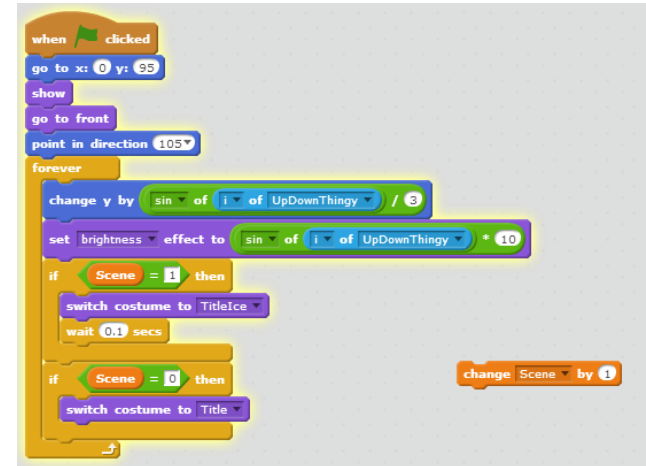 when clicked
go to x: 0 y: 95
show
go to front
point in direction 105
forever
change y by sin of i of UpDownThingy / 3
set brightness effect to sin of i of UpDownThingy * 10
if Scene = 1 then
switch costume to TitleIce
wait 0.1 secs
if Scene = 0 then
change Scene by 1
switch costume to Title